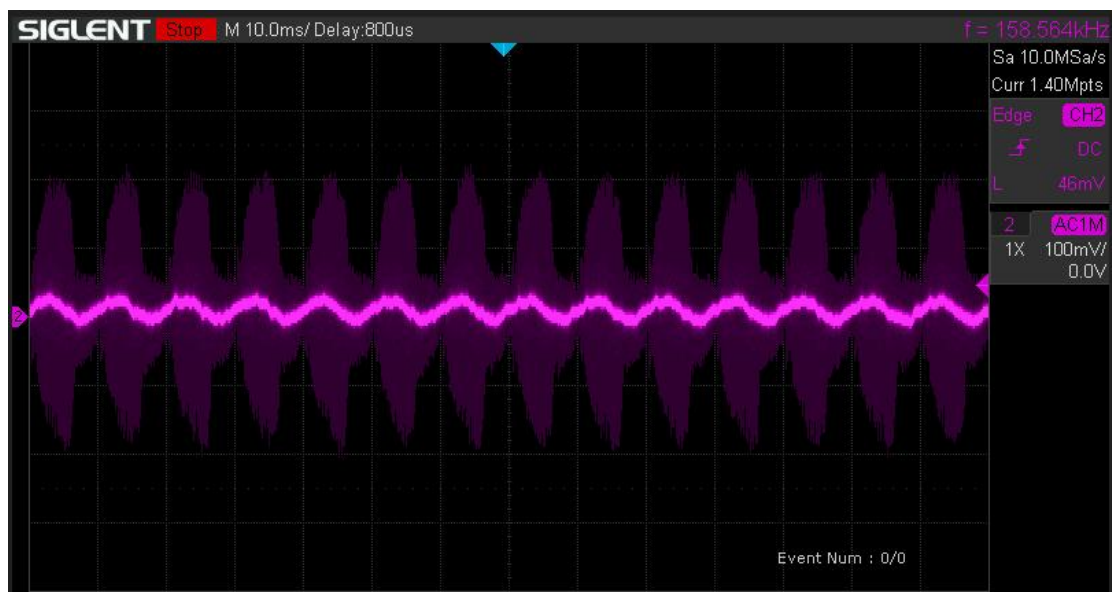 SIGLENT Stop M 10.0ms/ Delay:800us f = 158.564kHz
Sa 10.0MSa/s
Curr 1.40Mpts
Edge CH2
DC
L 46mV
2 AC1M
1X 100mV/
0.0V
2
Event Num : 0/0